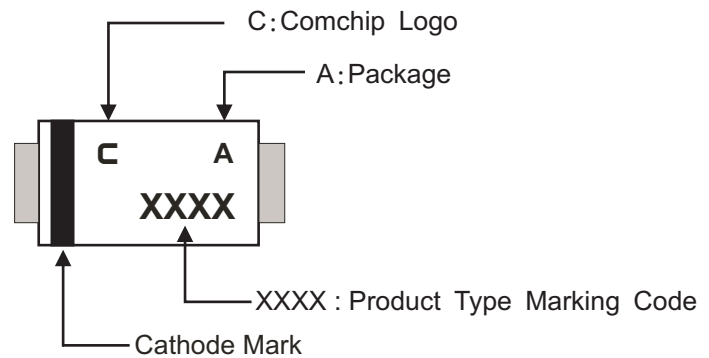 C:Comchip Logo
A:Package
C A
XXXX
XXXX : Product Type Marking Code
Cathode Mark